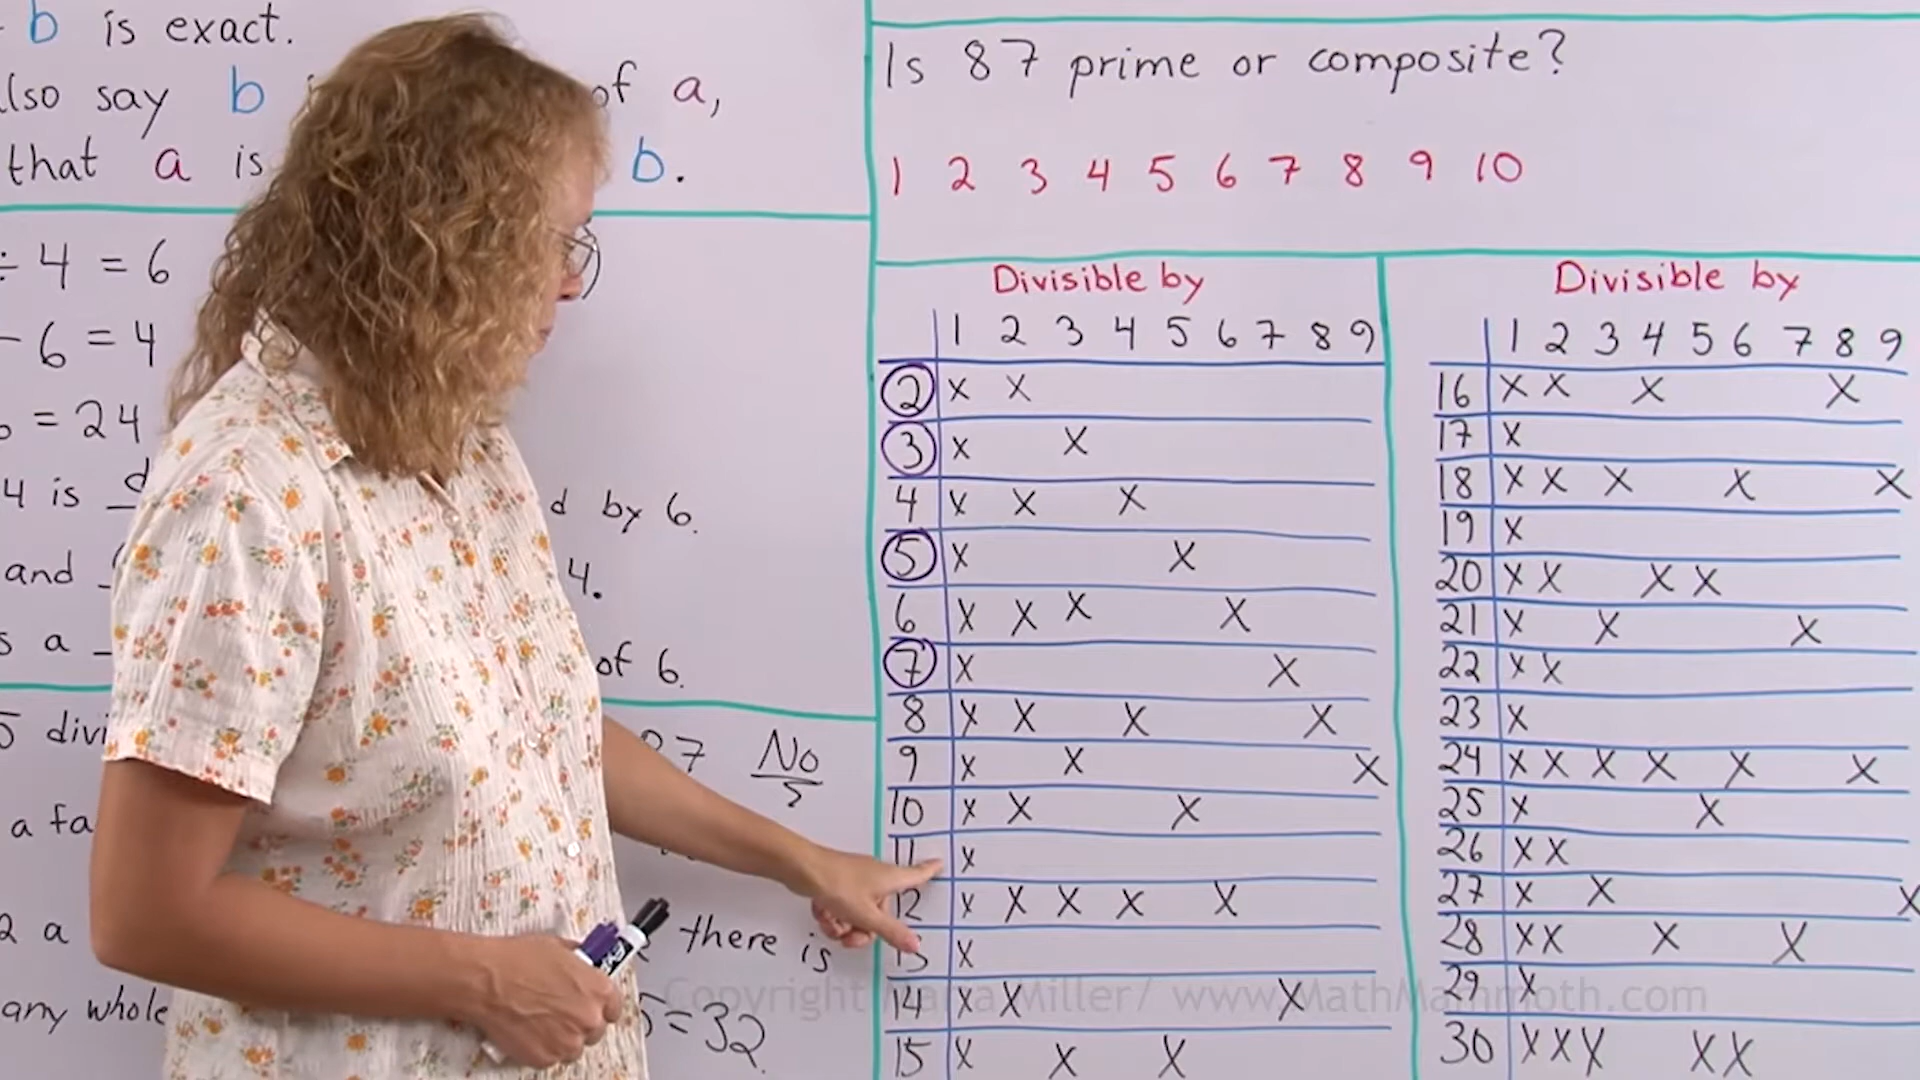 b is exact.
also say b of a,
that a is b.
÷ 4 = 6
6 = 4
= 24
4 is d by 6.
and 4.
s a of 6.
5 divi 7 No
a fa
2 a there is
any whole 5 = 32
Is 87 prime or composite?
1 2 3 4 5 6 7 8 9 10
Divisible by
1 2 3 4 5 6 7 8 9
2 X X
3 X X
4 X X X
5 X X
6 X X X X
7 X X
8 X X X X
9 X X X
10 X X X
11 X
12 X X X X X
13 X
14 X X X
15 X X X
Divisible by
1 2 3 4 5 6 7 8 9
16 X X X X
17 X
18 X X X X X
19 X
20 X X X X
21 X X X
22 X X
23 X
24 X X X X X X
25 X X
26 X X
27 X X X
28 X X X X
29 X
30 X X X X X
Copyright Maria Miller/ www.MathMammoth.com